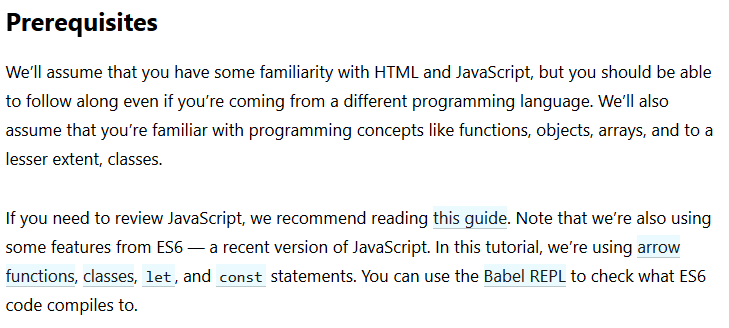 Prerequisites
We’ll assume that you have some familiarity with HTML and JavaScript, but you should be able
to follow along even if you’re coming from a different programming language. We’ll also
assume that you’re familiar with programming concepts like functions, objects, arrays, and to a
lesser extent, classes.
If you need to review JavaScript, we recommend reading this guide. Note that we’re also using
some features from ES6 — a recent version of JavaScript. In this tutorial, we’re using arrow
functions, classes, let, and const statements. You can use the Babel REPL to check what ES6
code compiles to.